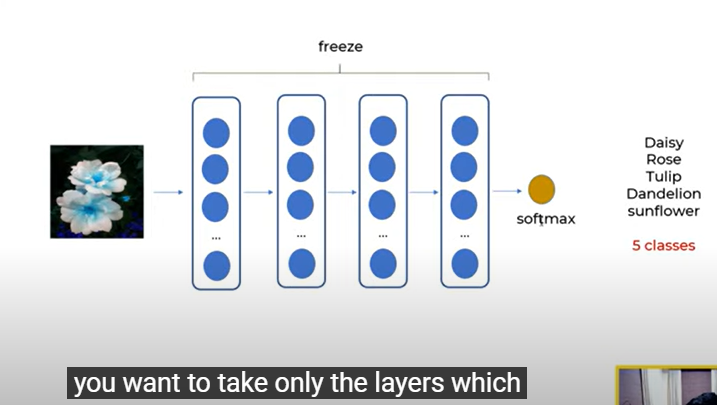 freeze
...
...
...
...
softmax
Daisy
Rose
Tulip
Dandelion
sunflower
5 classes
you want to take only the layers which